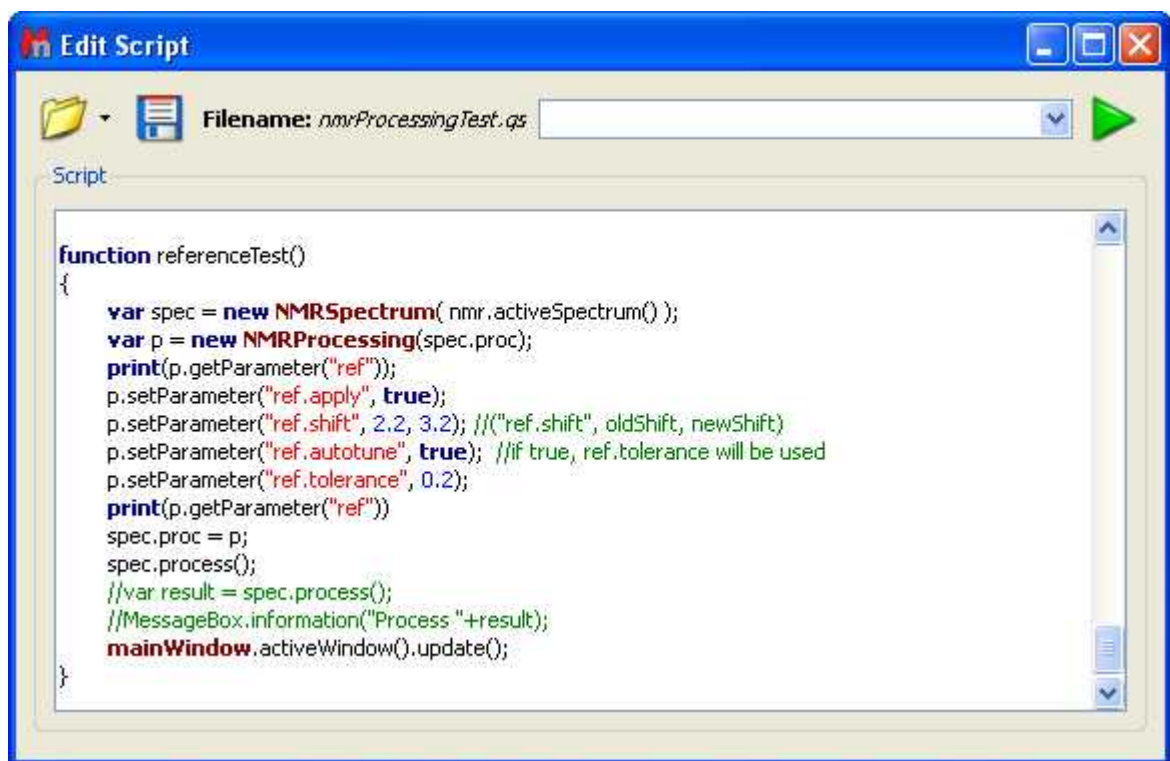 Edit Script
Filename: nmrProcessingTest.qs
Script
function referenceTest()
{
var spec = new NMRSpectrum( nmr.activeSpectrum() );
var p = new NMRProcessing(spec.proc);
print(p.getParameter("ref"));
p.setParameter("ref.apply", true);
p.setParameter("ref.shift", 2.2, 3.2); //("ref.shift", oldShift, newShift)
p.setParameter("ref.autotune", true); //if true, ref.tolerance will be used
p.setParameter("ref.tolerance", 0.2);
print(p.getParameter("ref"))
spec.proc = p;
spec.process();
//var result = spec.process();
//MessageBox.information("Process "+result);
mainWindow.activeWindow().update();
}